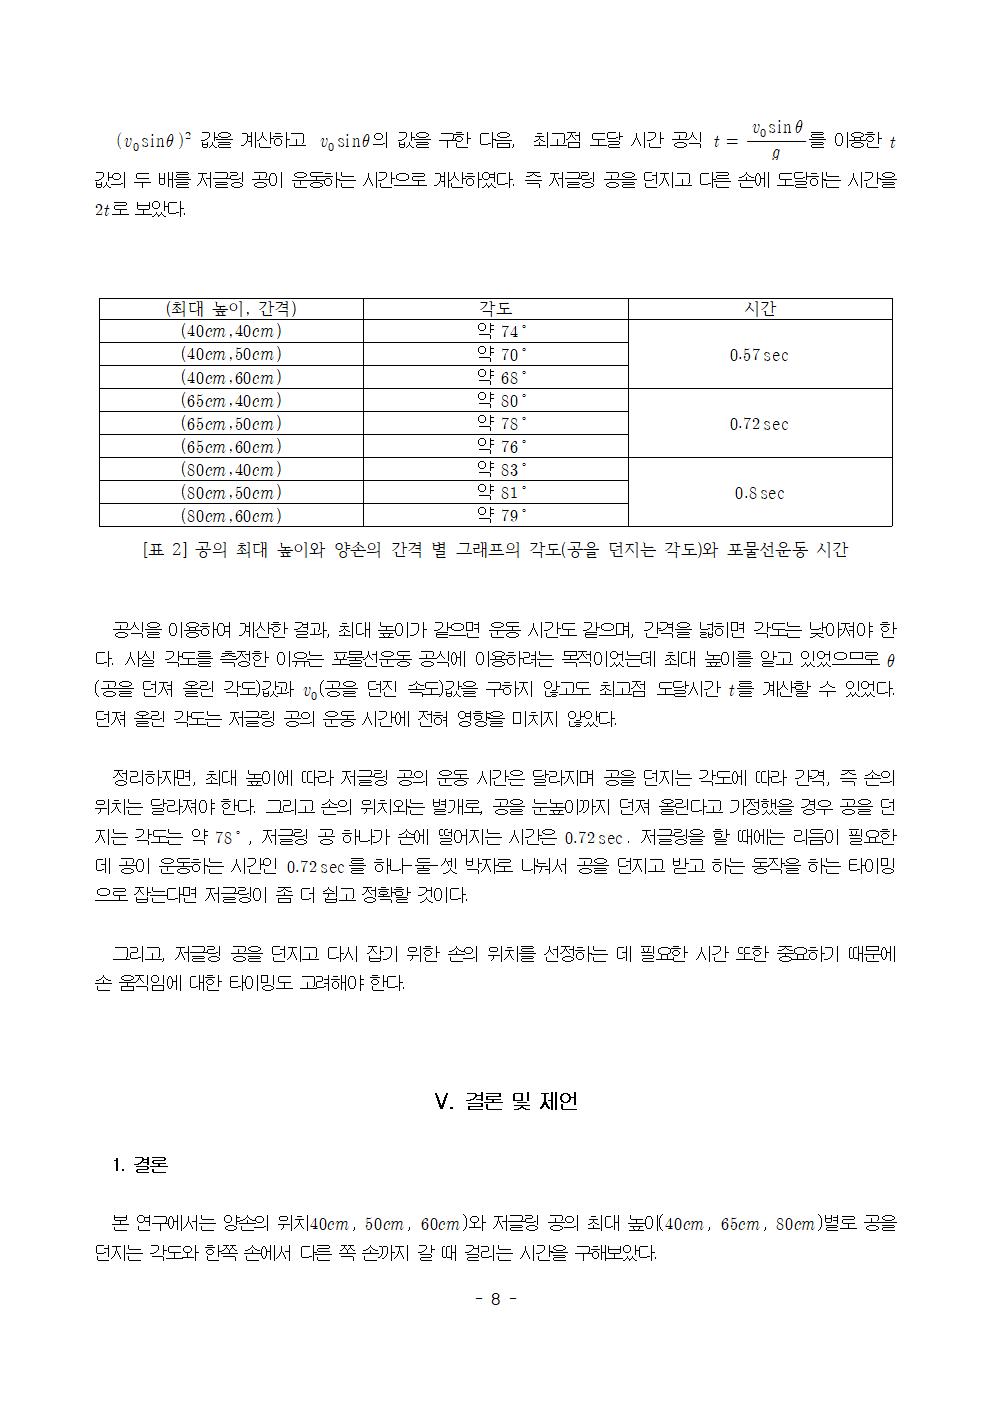 (v₀sinθ)² 값을 계산하고 v₀sinθ의 값을 구한 다음, 최고점 도달 시간 공식 t = v₀sinθ / g 를 이용한 t
값의 두 배를 저글링 공이 운동하는 시간으로 계산하였다. 즉 저글링 공을 던지고 다른 손에 도달하는 시간을
2t로 보았다.
(최대 높이, 간격) 각도 시간
(40cm,40cm) 약 74°
(40cm,50cm) 약 70° 0.57sec
(40cm,60cm) 약 68°
(65cm,40cm) 약 80°
(65cm,50cm) 약 78° 0.72sec
(65cm,60cm) 약 76°
(80cm,40cm) 약 83°
(80cm,50cm) 약 81° 0.8sec
(80cm,60cm) 약 79°
[표 2] 공의 최대 높이와 양손의 간격 별 그래프의 각도(공을 던지는 각도)와 포물선운동 시간
공식을 이용하여 계산한 결과, 최대 높이가 같으면 운동 시간도 같으며, 간격을 넓히면 각도는 낮아져야 한
다. 사실 각도를 측정한 이유는 포물선운동 공식에 이용하려는 목적이었는데 최대 높이를 알고 있었으므로 θ
(공을 던져 올린 각도)값과 v₀(공을 던진 속도)값을 구하지 않고도 최고점 도달시간 t를 계산할 수 있었다.
던져 올린 각도는 저글링 공의 운동 시간에 전혀 영향을 미치지 않았다.
정리하자면, 최대 높이에 따라 저글링 공의 운동 시간은 달라지며 공을 던지는 각도에 따라 간격, 즉 손의
위치는 달라져야 한다. 그리고 손의 위치와는 별개로, 공을 눈높이까지 던져 올린다고 가정했을 경우 공을 던
지는 각도는 약 78°, 저글링 공 하나가 손에 떨어지는 시간은 0.72sec. 저글링을 할 때에는 리듬이 필요한
데 공이 운동하는 시간인 0.72sec를 하나-둘-셋 박자로 나눠서 공을 던지고 받고 하는 동작을 하는 타이밍
으로 잡는다면 저글링이 좀 더 쉽고 정확할 것이다.
그리고, 저글링 공을 던지고 다시 잡기 위한 손의 위치를 선정하는 데 필요한 시간 또한 중요하기 때문에
손 움직임에 대한 타이밍도 고려해야 한다.
V. 결론 및 제언
1. 결론
본 연구에서는 양손의 위치40cm, 50cm, 60cm)와 저글링 공의 최대 높이(40cm, 65cm, 80cm)별로 공을
던지는 각도와 한쪽 손에서 다른 쪽 손까지 갈 때 걸리는 시간을 구해보았다.
- 8 -